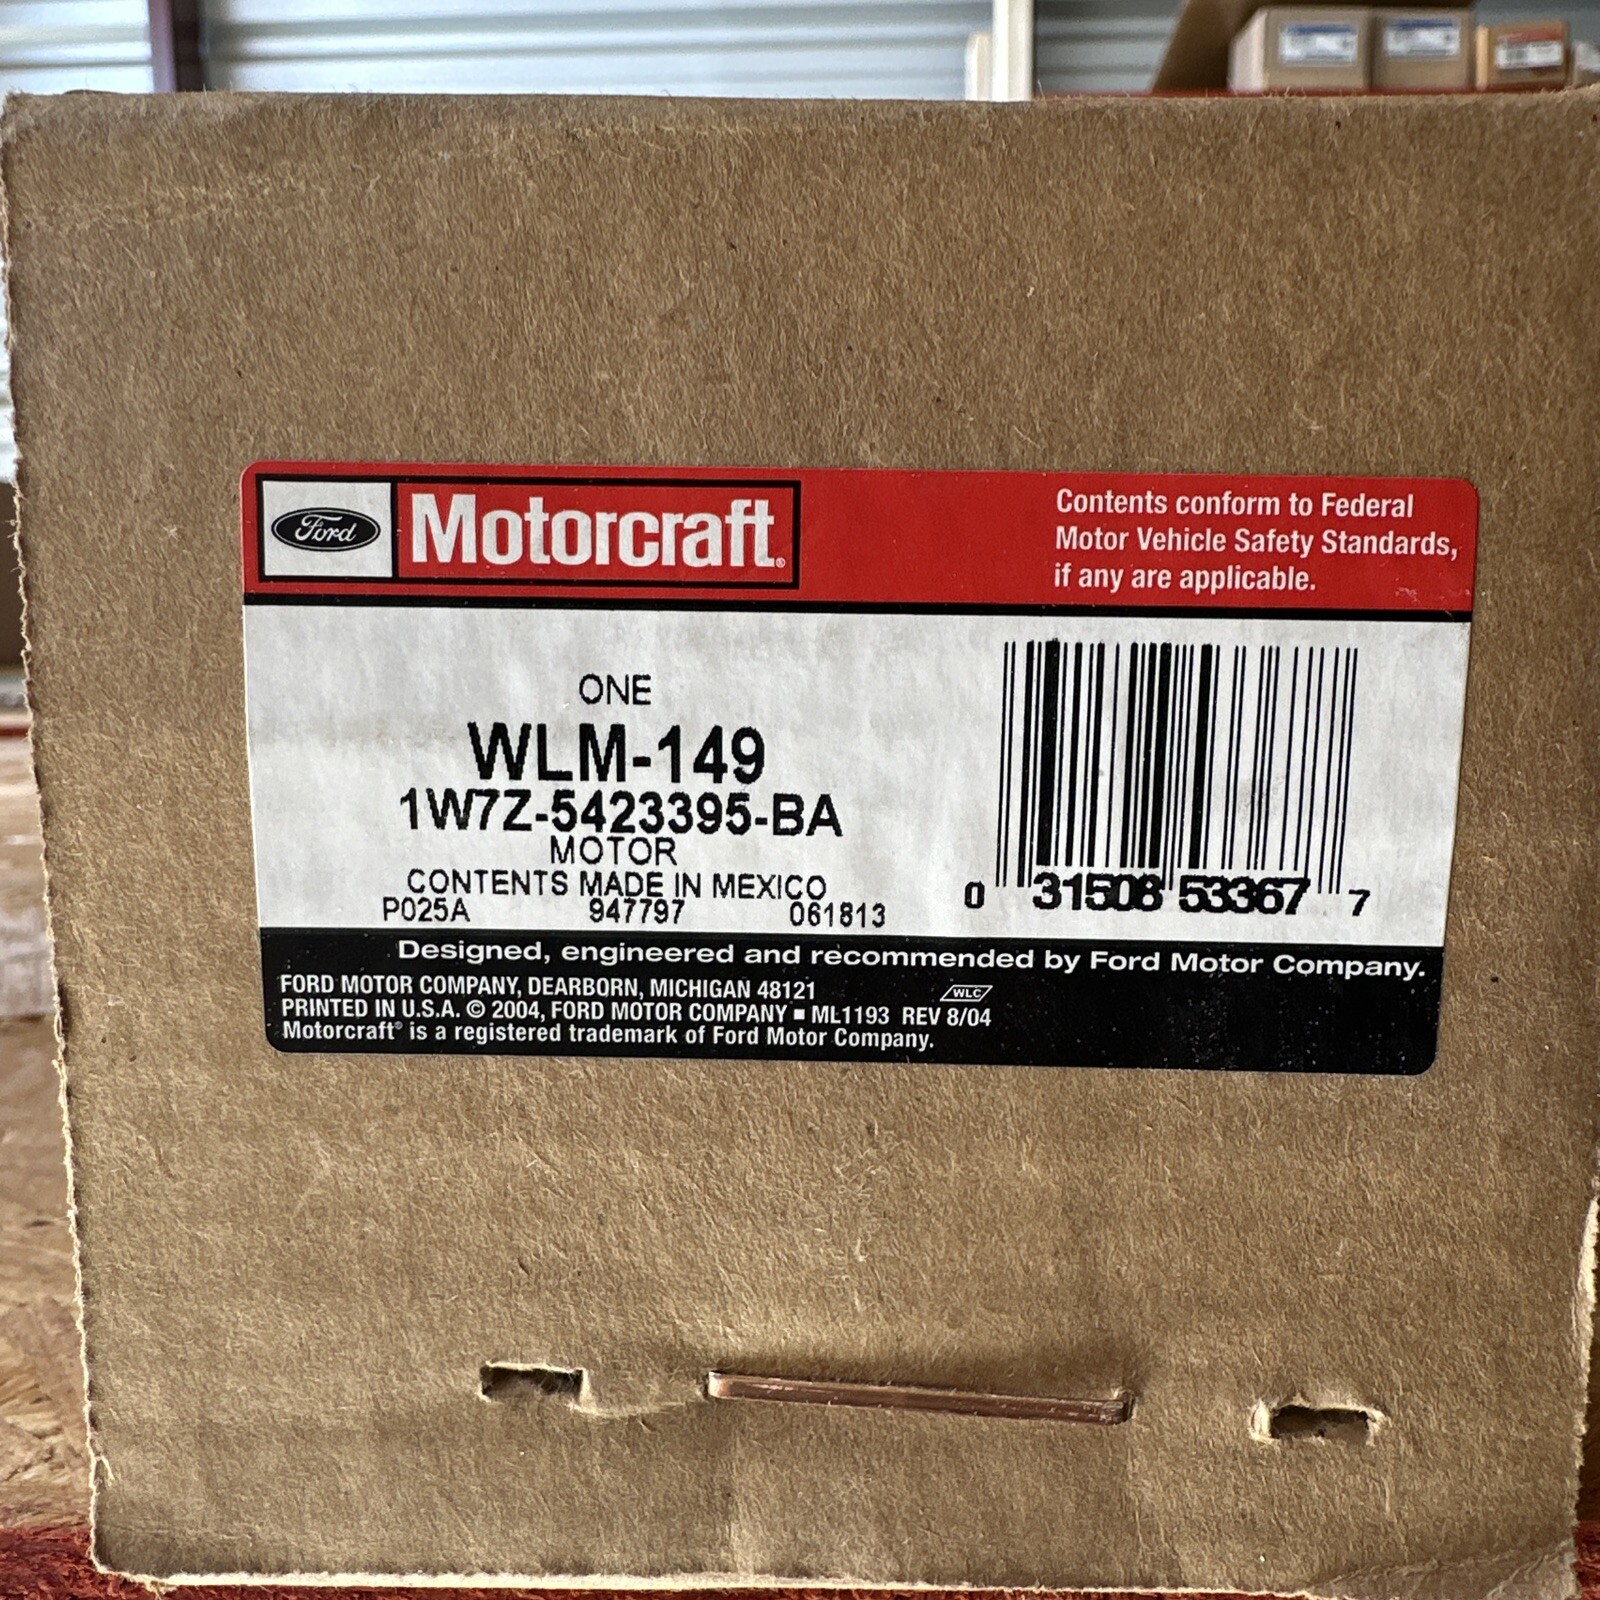 Ford Motorcraft®
Contents conform to Federal
Motor Vehicle Safety Standards,
if any are applicable.
ONE
WLM-149
1W7Z-5423395-BA
MOTOR
CONTENTS MADE IN MEXICO
P025A 947797 061813
0 31508 53367 7
Designed, engineered and recommended by Ford Motor Company.
FORD MOTOR COMPANY, DEARBORN, MICHIGAN 48121
WLC
PRINTED IN U.S.A. © 2004, FORD MOTOR COMPANY ▪ ML1193 REV 8/04
Motorcraft® is a registered trademark of Ford Motor Company.